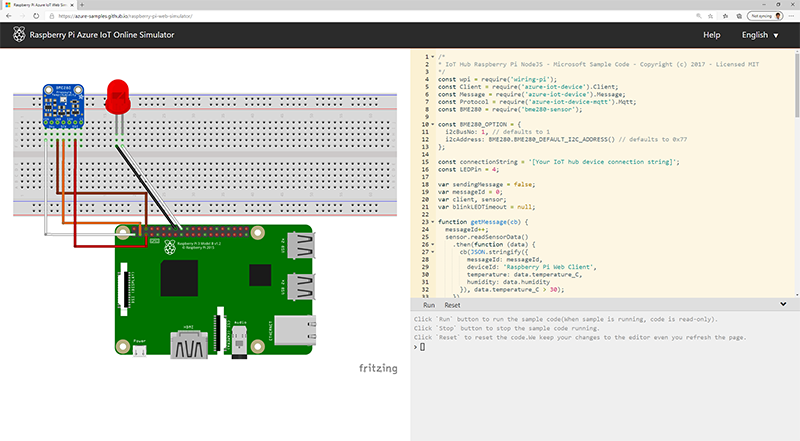 Raspberry Pi Azure IoT Web Sim
https://azure-samples.github.io/raspberry-pi-web-simulator/
Not syncing
Raspberry Pi Azure IoT Online Simulator
Help
English
BME280
Raspberry Pi 3 Model B v1.2
© Raspberry Pi 2015
USB 2x
USB 2x
ETHERNET
DSI (DISPLAY)
Power
HDMI
Audio
fritzing
1 /*
2 * IoT Hub Raspberry Pi NodeJS - Microsoft Sample Code - Copyright (c) 2017 - Licensed MIT
3 */
4 const wpi = require('wiring-pi');
5 const Client = require('azure-iot-device').Client;
6 const Message = require('azure-iot-device').Message;
7 const Protocol = require('azure-iot-device-mqtt').Mqtt;
8 const BME280 = require('bme280-sensor');
9
10 const BME280_OPTION = {
11 i2cBusNo: 1, // defaults to 1
12 i2cAddress: BME280.BME280_DEFAULT_I2C_ADDRESS() // defaults to 0x77
13 };
14
15 const connectionString = '[Your IoT hub device connection string]';
16 const LEDPin = 4;
17
18 var sendingMessage = false;
19 var messageId = 0;
20 var client, sensor;
21 var blinkLEDTimeout = null;
22
23 function getMessage(cb) {
24 messageId++;
25 sensor.readSensorData()
26 .then(function (data) {
27 cb(JSON.stringify({
28 messageId: messageId,
29 deviceId: 'Raspberry Pi Web Client',
30 temperature: data.temperature_C,
31 humidity: data.humidity
32 }), data.temperature_C > 30);
33 })
Run Reset
Click `Run` button to run the sample code(When sample is running, code is read-only).
Click `Stop` button to stop the sample code running.
Click `Reset` to reset the code.We keep your changes to the editor even you refresh the page.
>